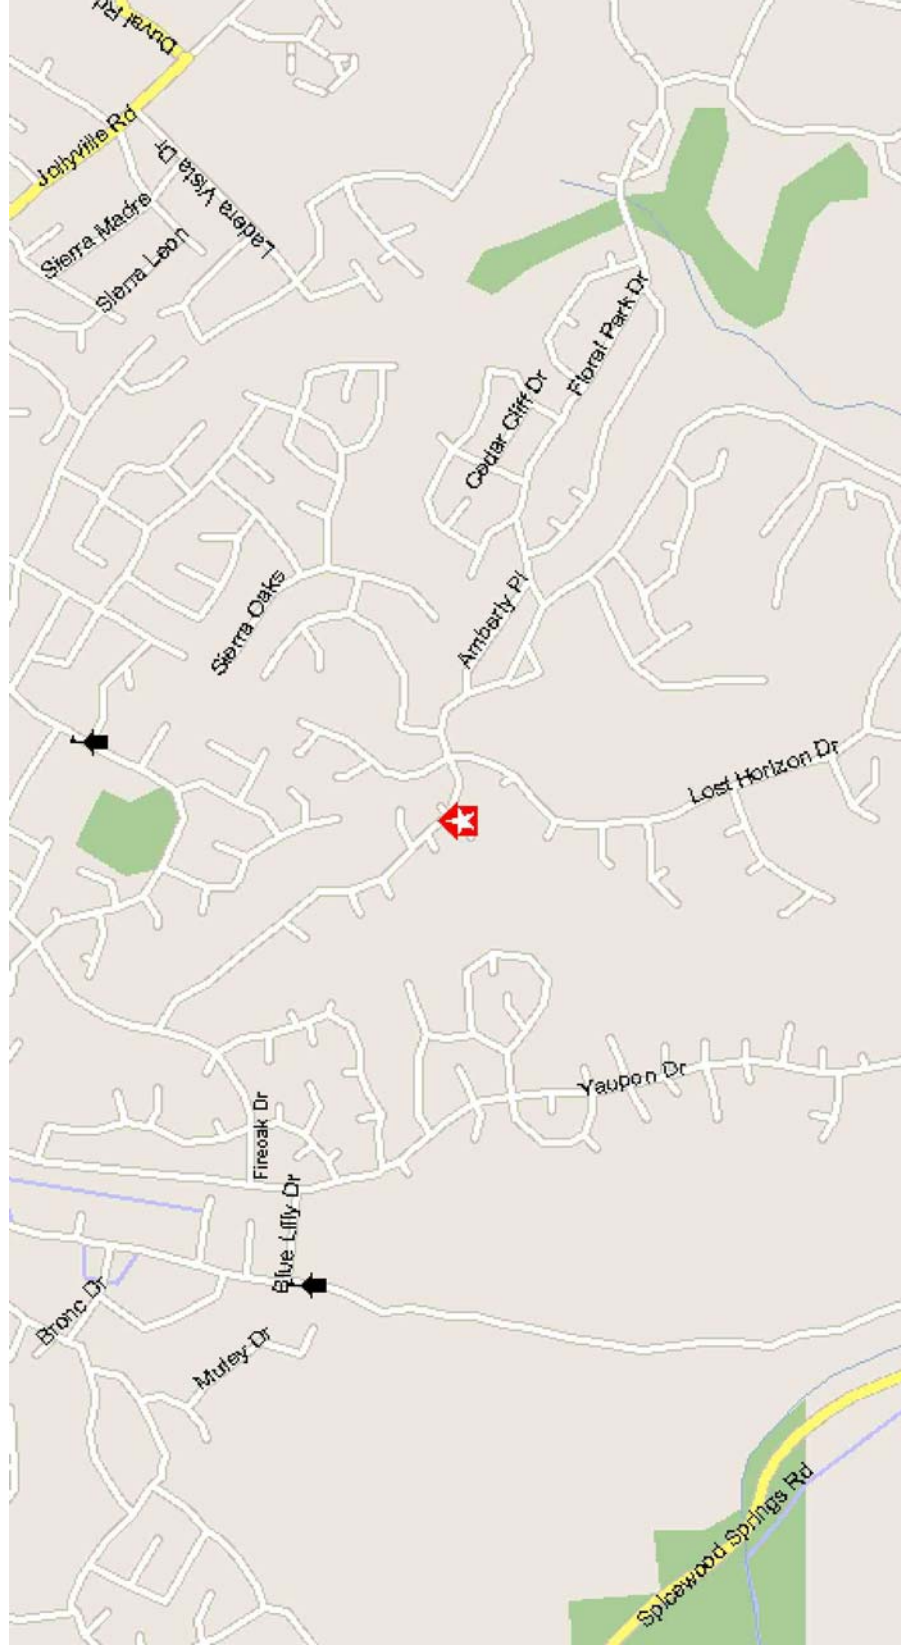 Duval Rd
Jollyville Rd
Ladera Vista Dr
Sierra Madre
Sierra Leon
Floral Park Dr
Cedar Cliff Dr
Amberly Pl
Sierra Oaks
Lost Horizon Dr
Yaupon Dr
Fireoak Dr
Blue Lilly Dr
Bronc Dr
Muley Dr
Spicewood Springs Rd